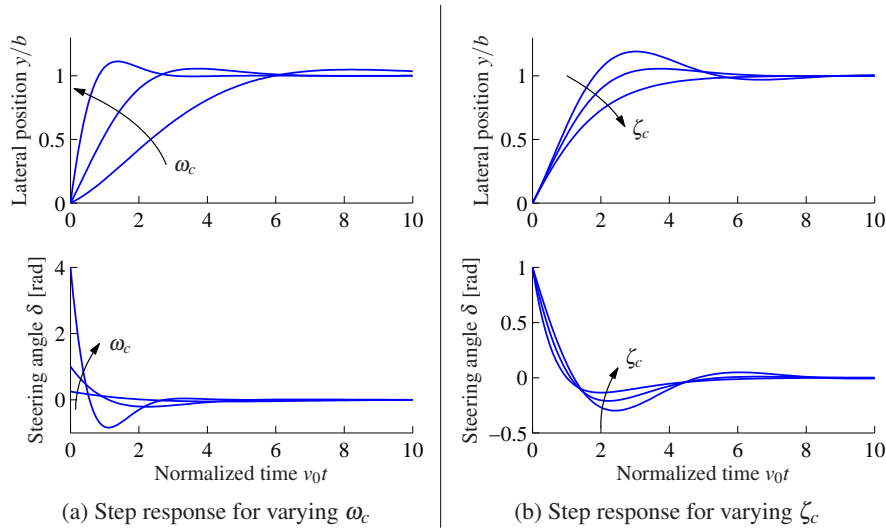 Lateral position y/b
1
0.5
0
0 2 4 6 8 10
ω_c
Steering angle δ [rad]
4
2
0
0 2 4 6 8 10
ω_c
Normalized time v₀t
(a) Step response for varying ω_c
Lateral position y/b
1
0.5
0
0 2 4 6 8 10
ζ_c
Steering angle δ [rad]
1
0.5
0
−0.5
0 2 4 6 8 10
ζ_c
Normalized time v₀t
(b) Step response for varying ζ_c